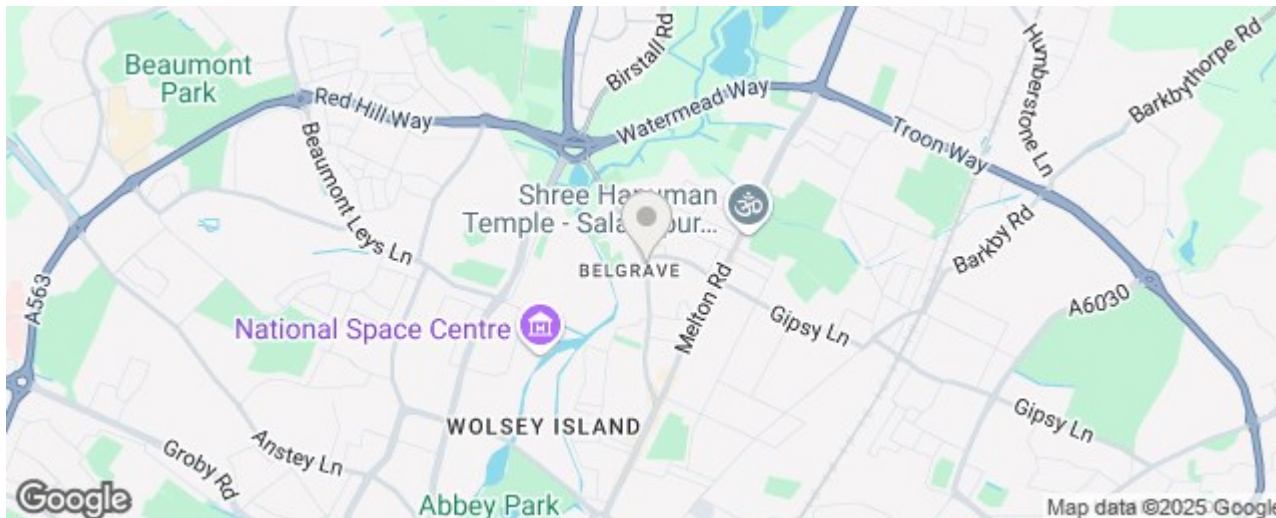 Beaumont
Park
Red Hill Way
Birstall Rd
Watermead Way
Humberstone Ln
Barkbythorpe Rd
Troon Way
Beaumont Leys Ln
Shree
Temple -
BELGRAVE
Barkby Rd
A563
National Space Centre
Melton Rd
Gipsy Ln
A6030
WOLSEY ISLAND
Gipsy Ln
Anstey Ln
Groby Rd
Abbey Park
Google
Map data ©2025 Google